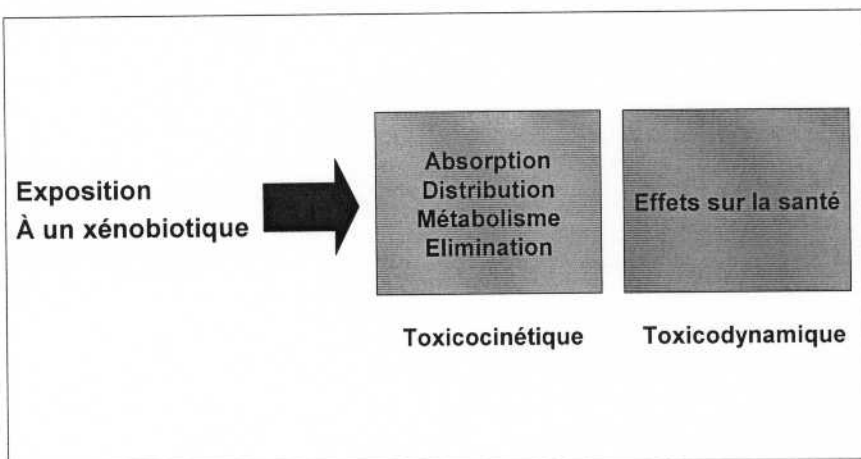 Exposition
À un xénobiotique
Absorption
Distribution
Métabolisme
Elimination
Effets sur la santé
Toxicocinétique
Toxicodynamique